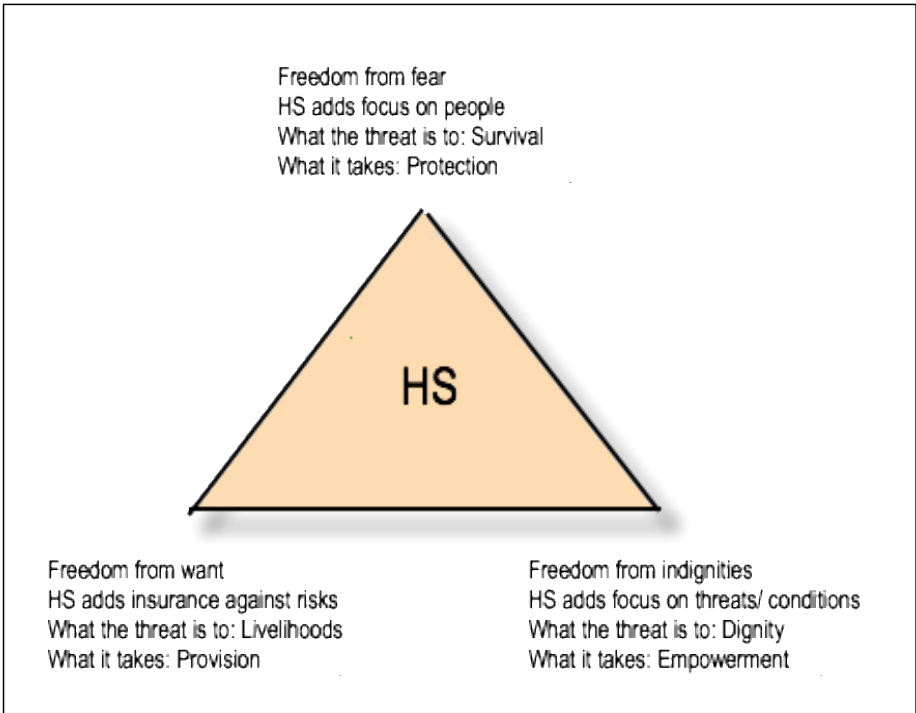 Freedom from fear
HS adds focus on people
What the threat is to: Survival
What it takes: Protection
HS
Freedom from want
HS adds insurance against risks
What the threat is to: Livelihoods
What it takes: Provision
Freedom from indignities
HS adds focus on threats/ conditions
What the threat is to: Dignity
What it takes: Empowerment